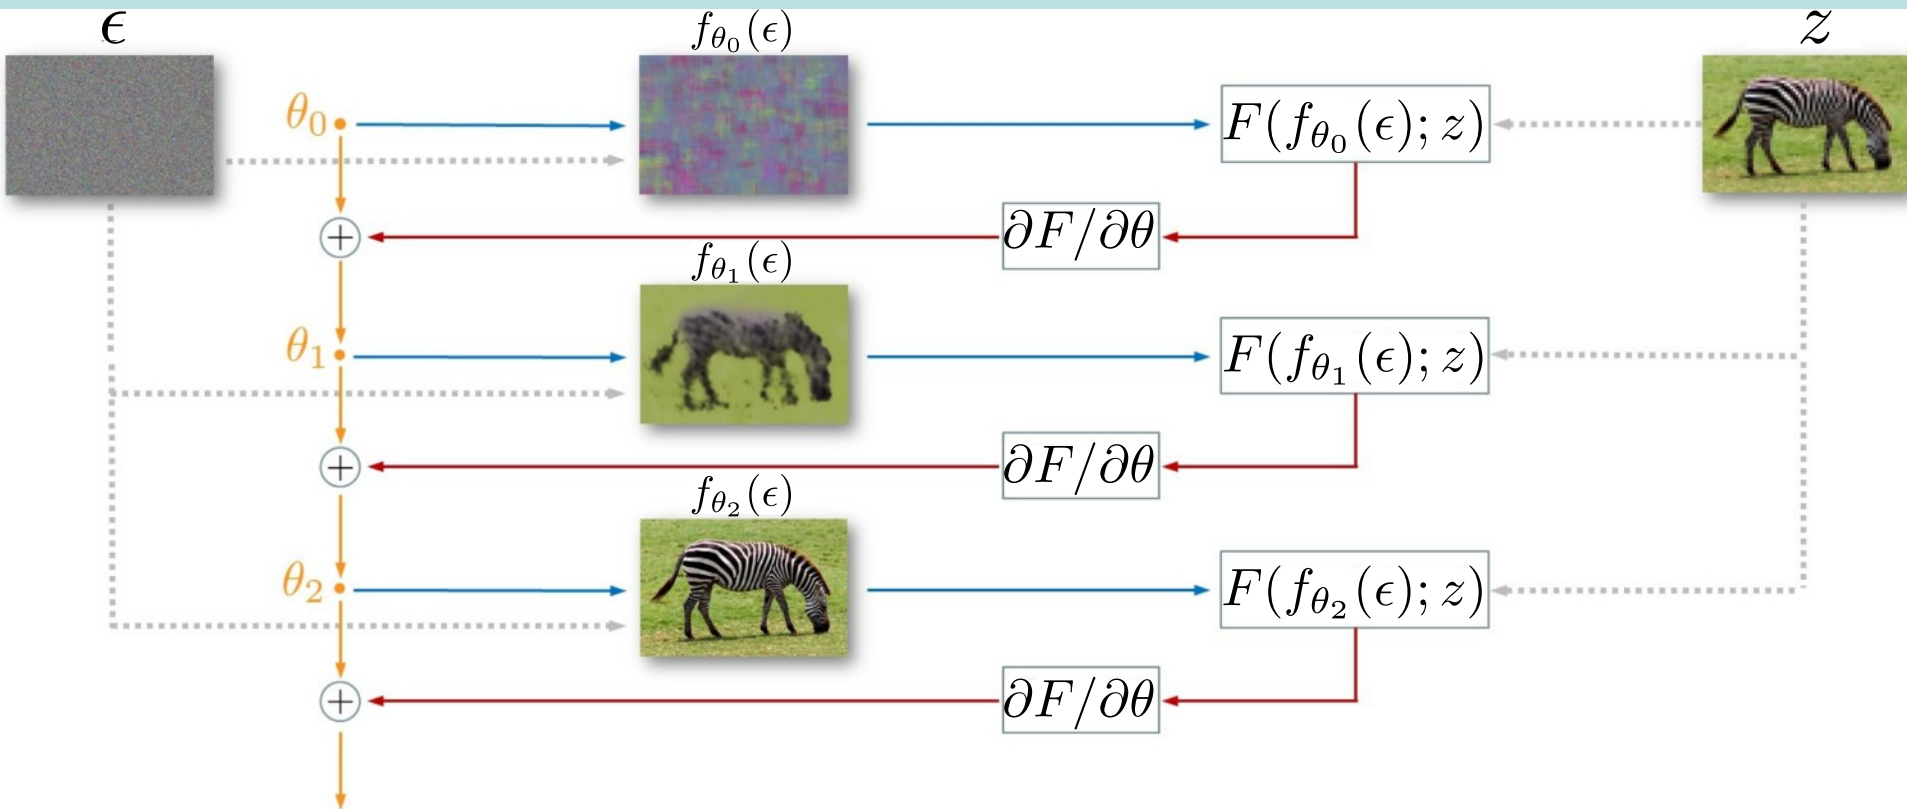 ϵ
f_{θ_0}(ϵ)
z
θ_0
F(f_{θ_0}(ϵ); z)
+
∂F/∂θ
f_{θ_1}(ϵ)
θ_1
F(f_{θ_1}(ϵ); z)
+
∂F/∂θ
f_{θ_2}(ϵ)
θ_2
F(f_{θ_2}(ϵ); z)
+
∂F/∂θ